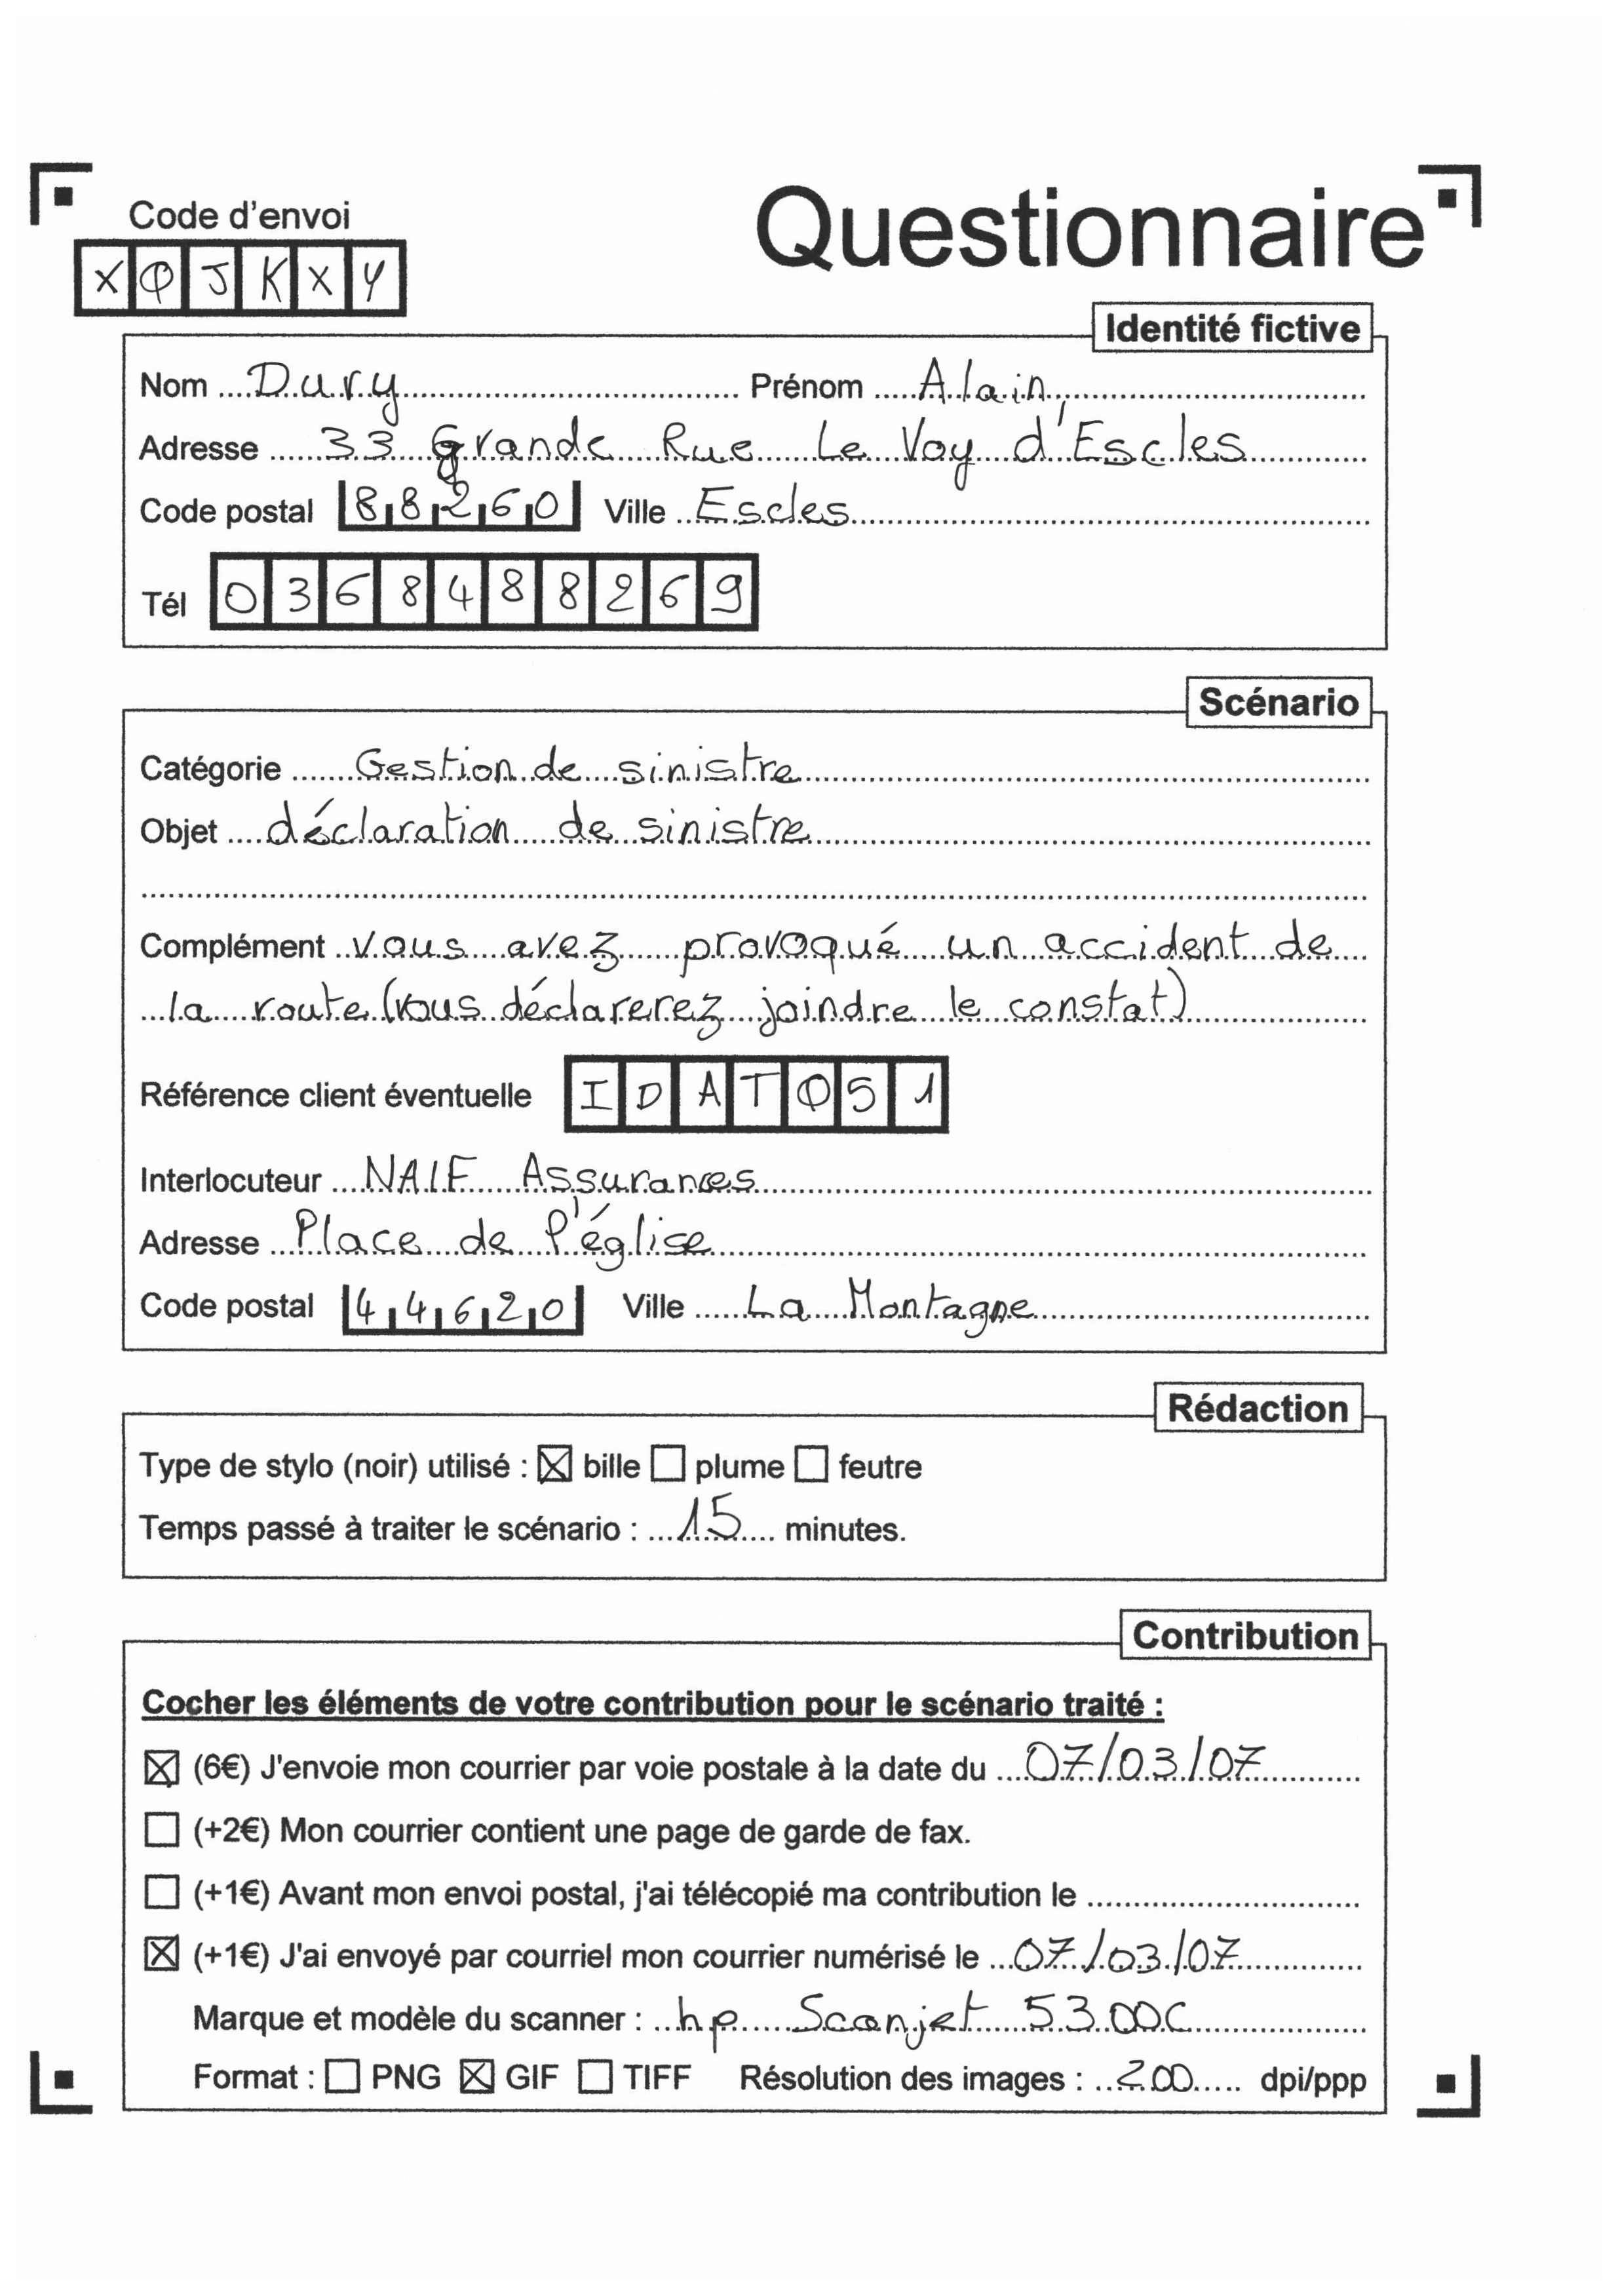 Questionnaire
Code d'envoi
XØJKXY
Identité fictive
Nom Dury Prénom Alain
Adresse 33 Grande Rue Le Voy d'Escles
Code postal 88260 Ville Escles
Tél 0368488269
Scénario
Catégorie Gestion de sinistre
Objet déclaration de sinistre
Complément vous avez provoqué un accident de
la route (vous déclarerez joindre le constat)
Référence client éventuelle IDATØ51
Interlocuteur NAIF Assurances
Adresse Place de l'église
Code postal 44620 Ville La Montagne
Rédaction
Type de stylo (noir) utilisé : ☒ bille ☐ plume ☐ feutre
Temps passé à traiter le scénario : 15 minutes.
Contribution
Cocher les éléments de votre contribution pour le scénario traité :
☒ (6€) J'envoie mon courrier par voie postale à la date du 07/03/07
☐ (+2€) Mon courrier contient une page de garde de fax.
☐ (+1€) Avant mon envoi postal, j'ai télécopié ma contribution le
☒ (+1€) J'ai envoyé par courriel mon courrier numérisé le 07/03/07
Marque et modèle du scanner : hp Scanjet 5300C
Format : ☐ PNG ☒ GIF ☐ TIFF Résolution des images : 200 dpi/ppp